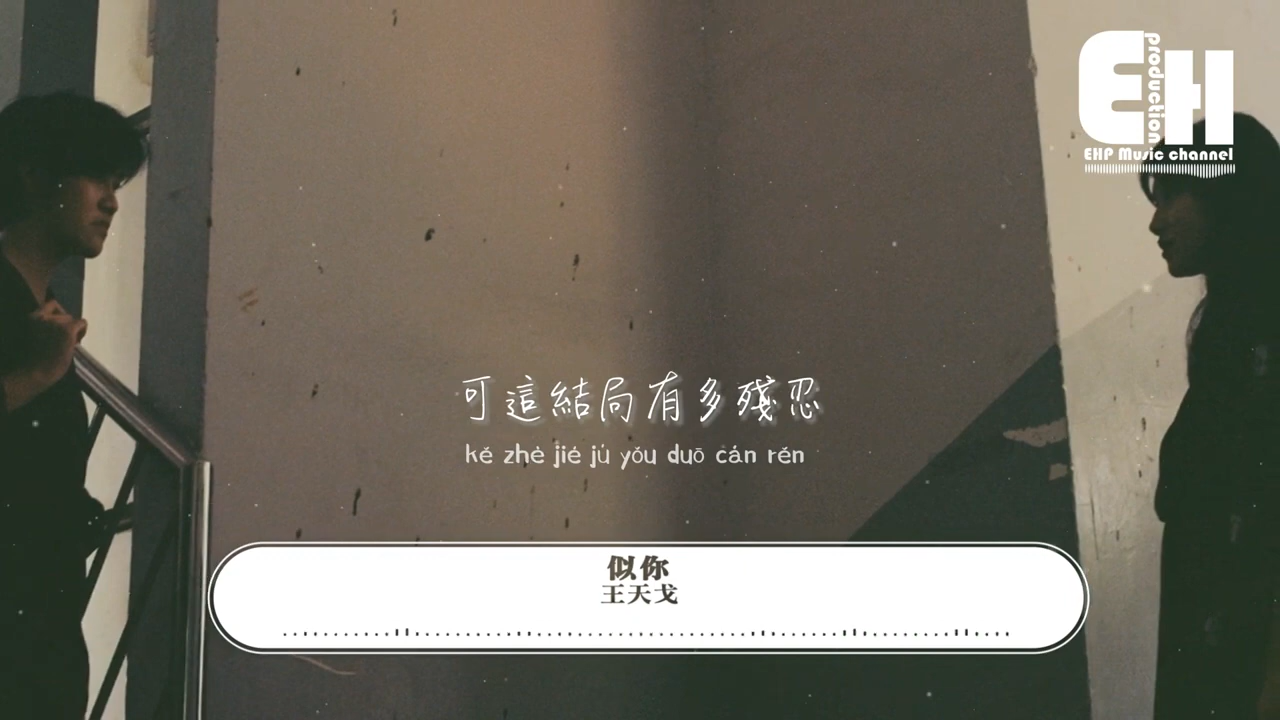 EH
production
EHP Music channel
可這結局有多殘忍
kě zhè jié jú yǒu duō cán rěn
似你
王天戈